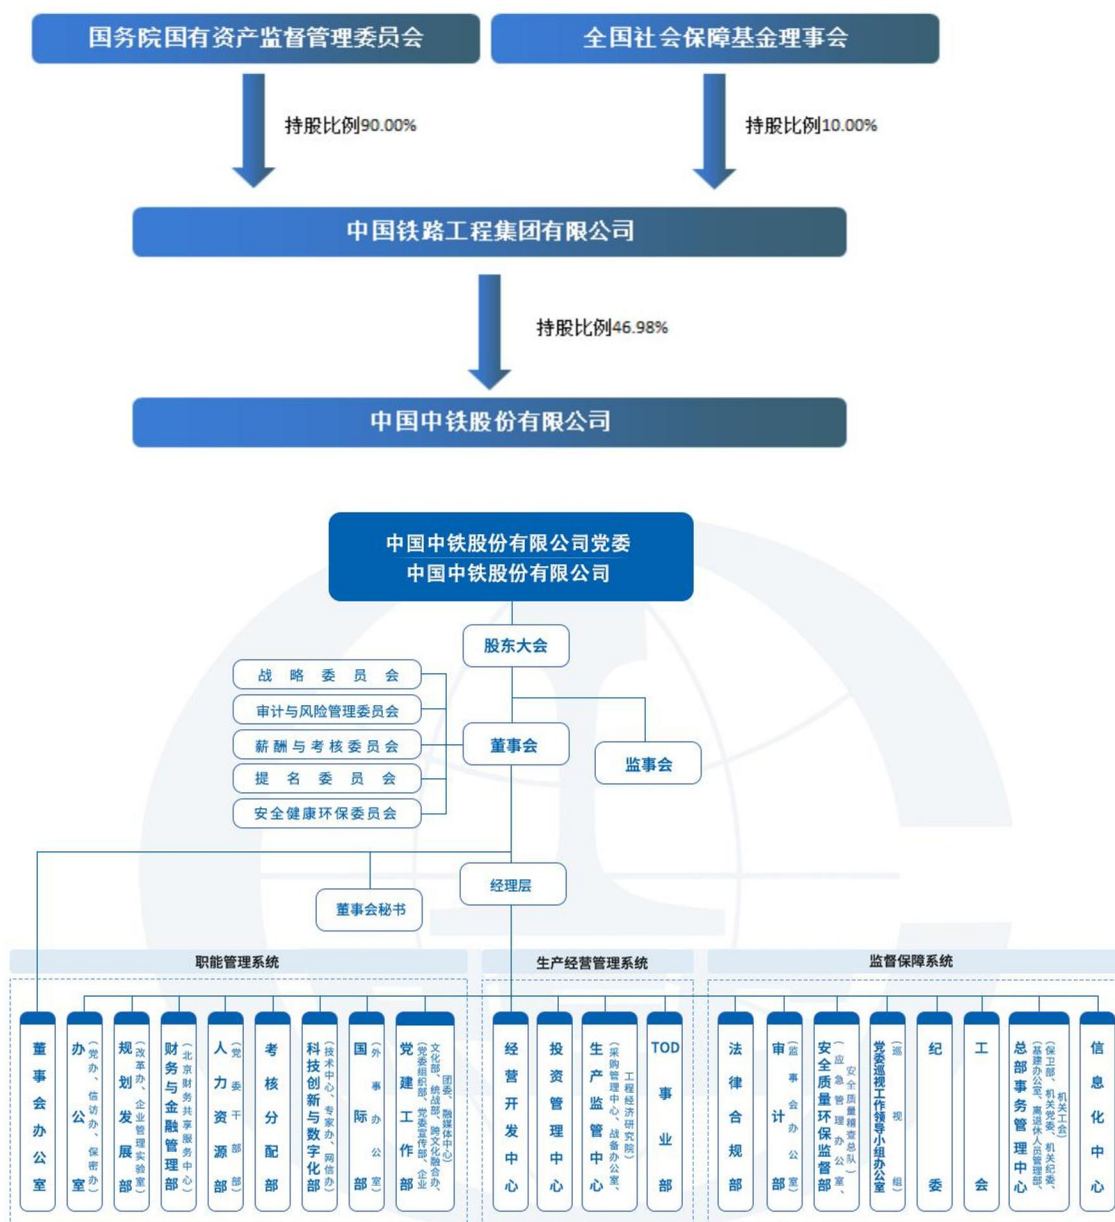 国务院国有资产监督管理委员会
全国社会保障基金理事会
持股比例90.00%
持股比例10.00%
中国铁路工程集团有限公司
持股比例46.98%
中国中铁股份有限公司
中国中铁股份有限公司党委
中国中铁股份有限公司
股东大会
战略委员会
审计与风险管理委员会
薪酬与考核委员会
提名委员会
安全健康环保委员会
董事会
监事会
经理层
董事会秘书
职能管理系统
生产经营管理系统
监督保障系统
董事会办公室
办公室
(党办、信访办、保密办)
规划发展部
(改革办、企业管理实验室)
财务与金融管理部
(北京财务共享服务中心)
人力资源部
(党委干部部)
考核分配部
科技创新与数字化部
(技术中心、专家办、网信办)
国际部
(外事办公室)
党建工作部
(党委组织部、党委宣传部、企业
文化部、统战部、跨文化融合办、
团委、融媒体中心)
经营开发中心
投资管理中心
生产监管中心
(采购管理中心、战备办公室、
工程经济研究院)
TOD事业部
法律合规部
审计部
(监事会办公室)
安全质量环保监督部
(应急管理办公室、
安全质量稽查总队)
党委巡视工作领导小组办公室
(巡视组)
纪委
工会
总部事务管理中心
(基建办公室、离退休人员管理部、
保卫部、机关党委、机关纪委、
机关工会)
信息化中心